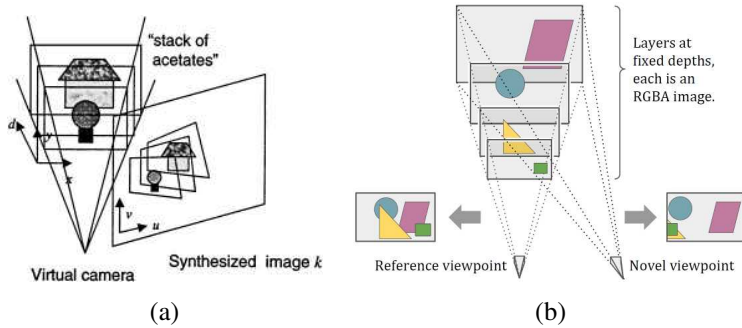 "stack of
acetates"
d
y
x
v
u
Virtual camera
Synthesized image k
(a)
Layers at
fixed depths,
each is an
RGBA image.
Reference viewpoint
Novel viewpoint
(b)